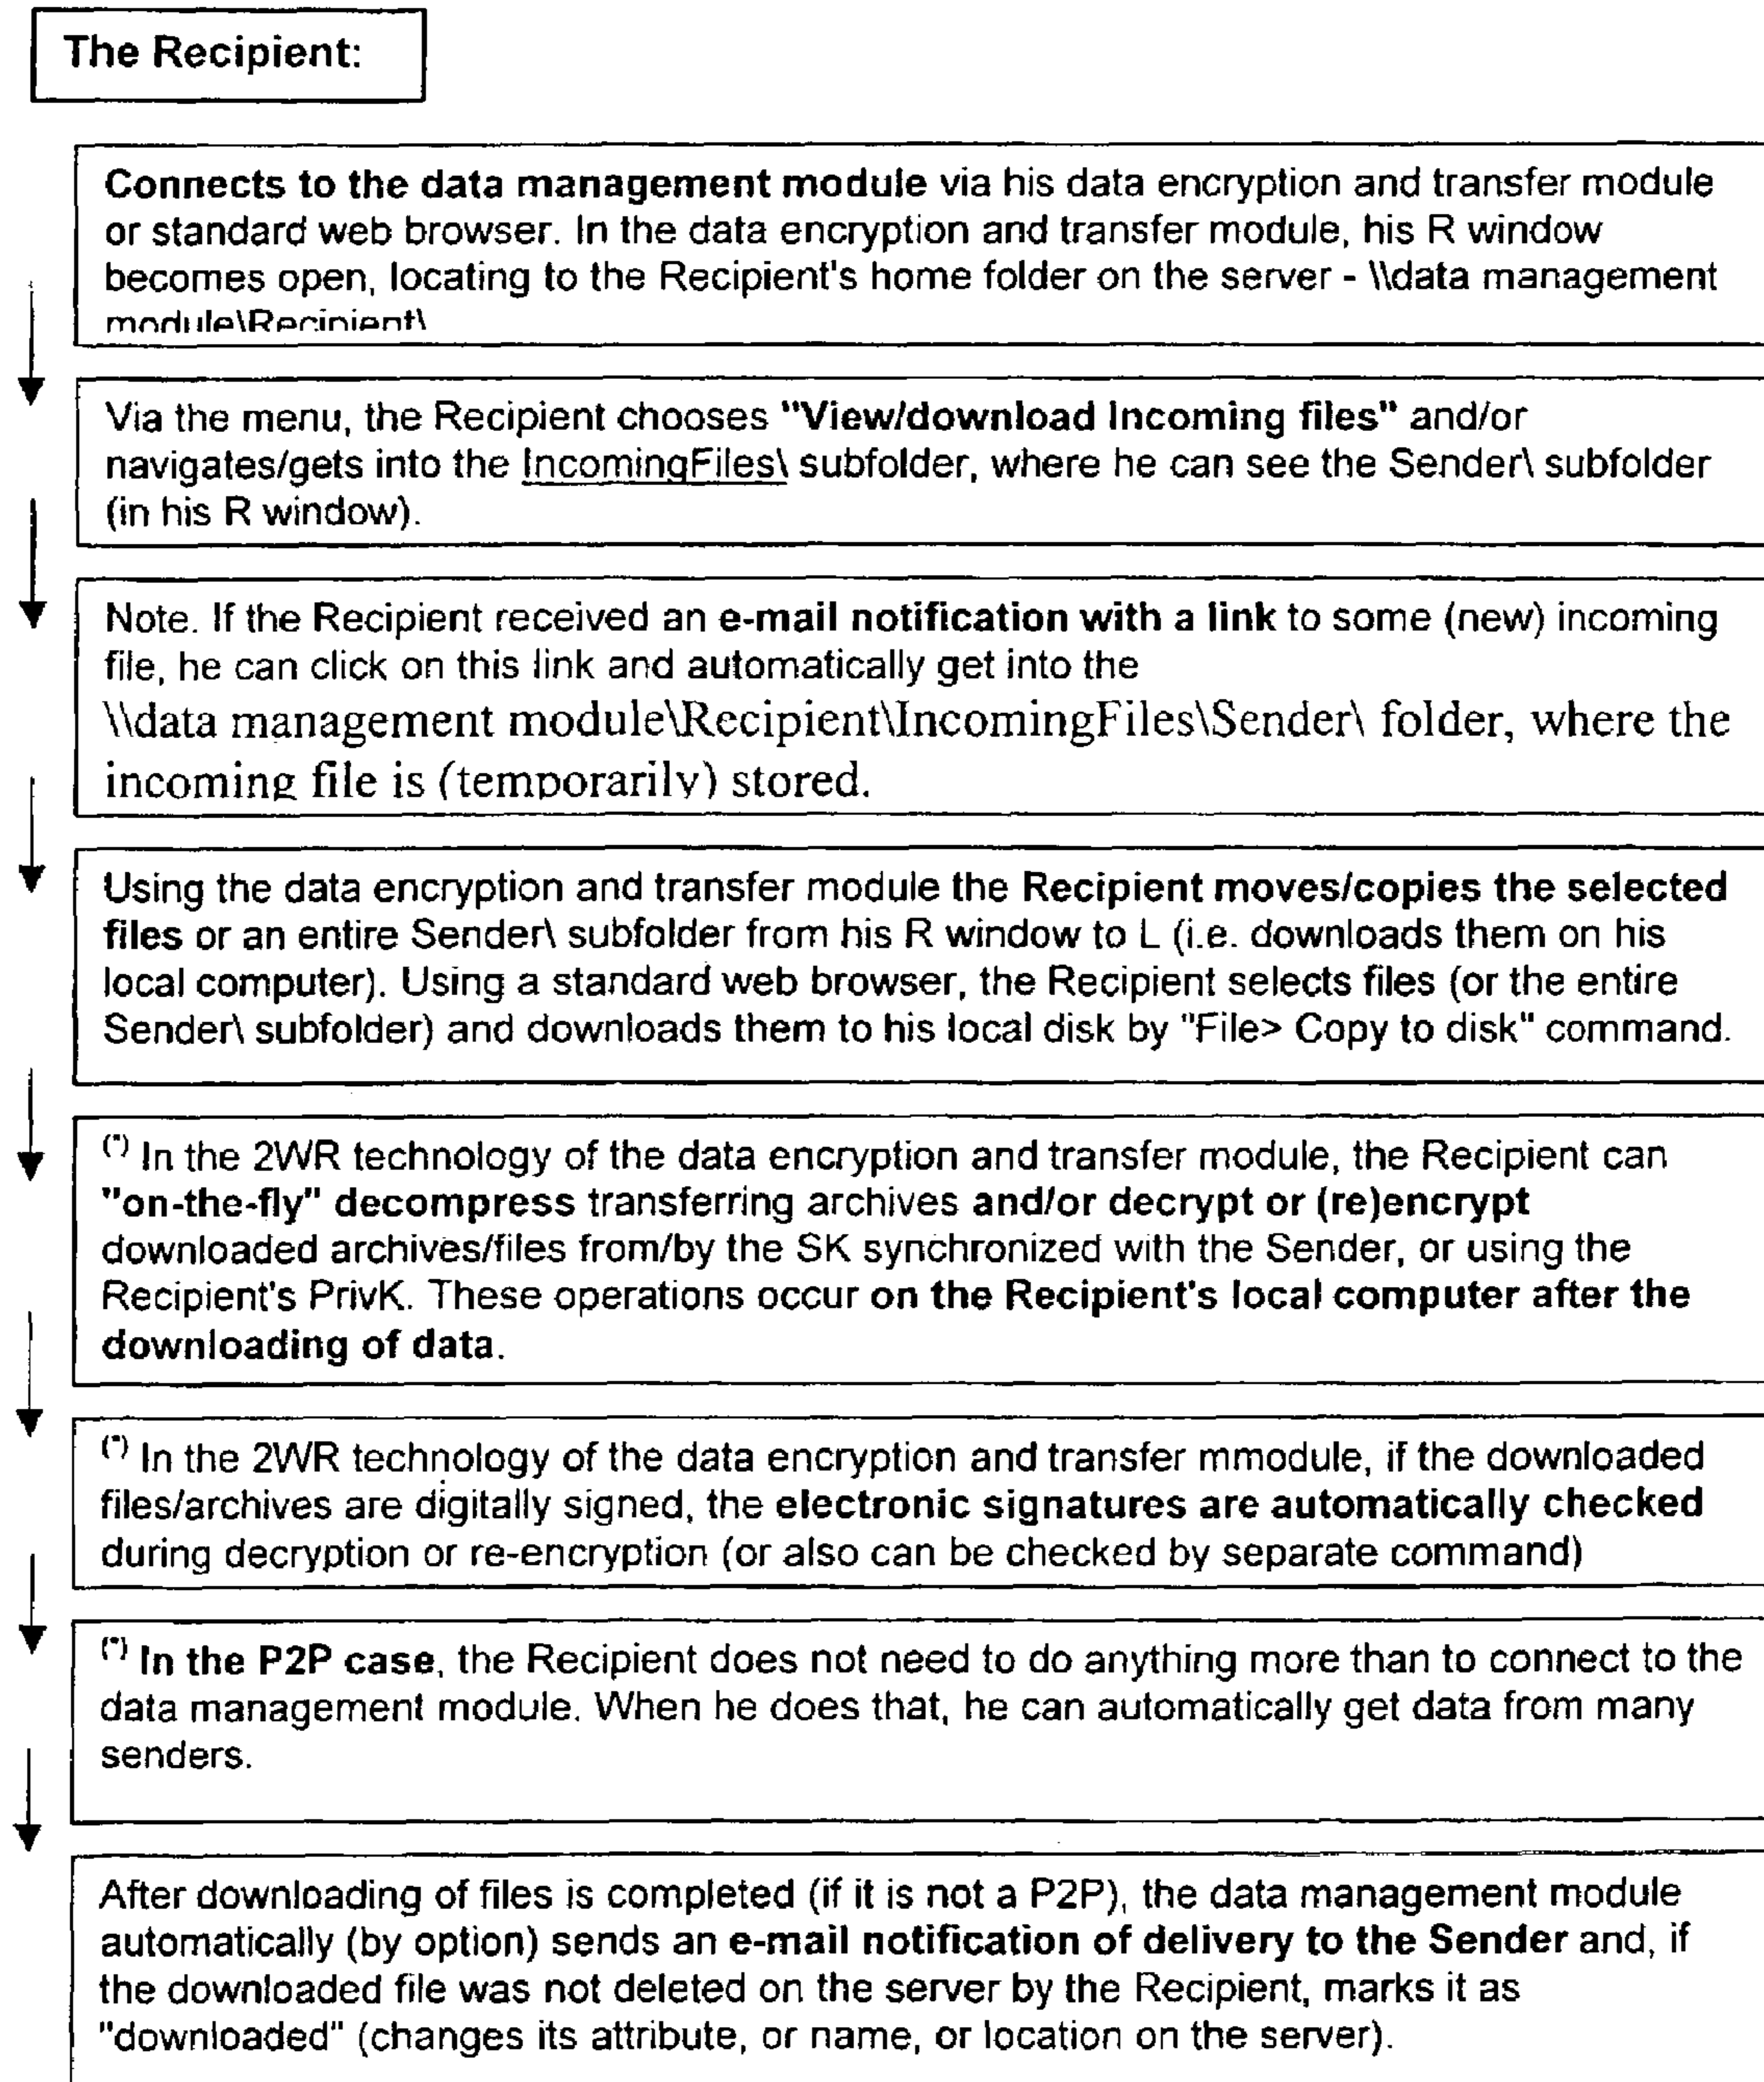 The Recipient:
Connects to the data management module via his data encryption and transfer module
or standard web browser. In the data encryption and transfer module, his R window
becomes open, locating to the Recipient's home folder on the server - \\data management
module\Recipient\
Via the menu, the Recipient chooses "View/download Incoming files" and/or
navigates/gets into the IncomingFiles\ subfolder, where he can see the Sender\ subfolder
(in his R window).
Note. If the Recipient received an e-mail notification with a link to some (new) incoming
file, he can click on this link and automatically get into the
\\data management module\Recipient\IncomingFiles\Sender\ folder, where the
incoming file is (temporarily) stored.
Using the data encryption and transfer module the Recipient moves/copies the selected
files or an entire Sender\ subfolder from his R window to L (i.e. downloads them on his
local computer). Using a standard web browser, the Recipient selects files (or the entire
Sender\ subfolder) and downloads them to his local disk by "File> Copy to disk" command.
(*) In the 2WR technology of the data encryption and transfer module, the Recipient can
"on-the-fly" decompress transferring archives and/or decrypt or (re)encrypt
downloaded archives/files from/by the SK synchronized with the Sender, or using the
Recipient's PrivK. These operations occur on the Recipient's local computer after the
downloading of data.
(*) In the 2WR technology of the data encryption and transfer mmodule, if the downloaded
files/archives are digitally signed, the electronic signatures are automatically checked
during decryption or re-encryption (or also can be checked by separate command)
(*) In the P2P case, the Recipient does not need to do anything more than to connect to the
data management module. When he does that, he can automatically get data from many
senders.
After downloading of files is completed (if it is not a P2P), the data management module
automatically (by option) sends an e-mail notification of delivery to the Sender and, if
the downloaded file was not deleted on the server by the Recipient, marks it as
"downloaded" (changes its attribute, or name, or location on the server).